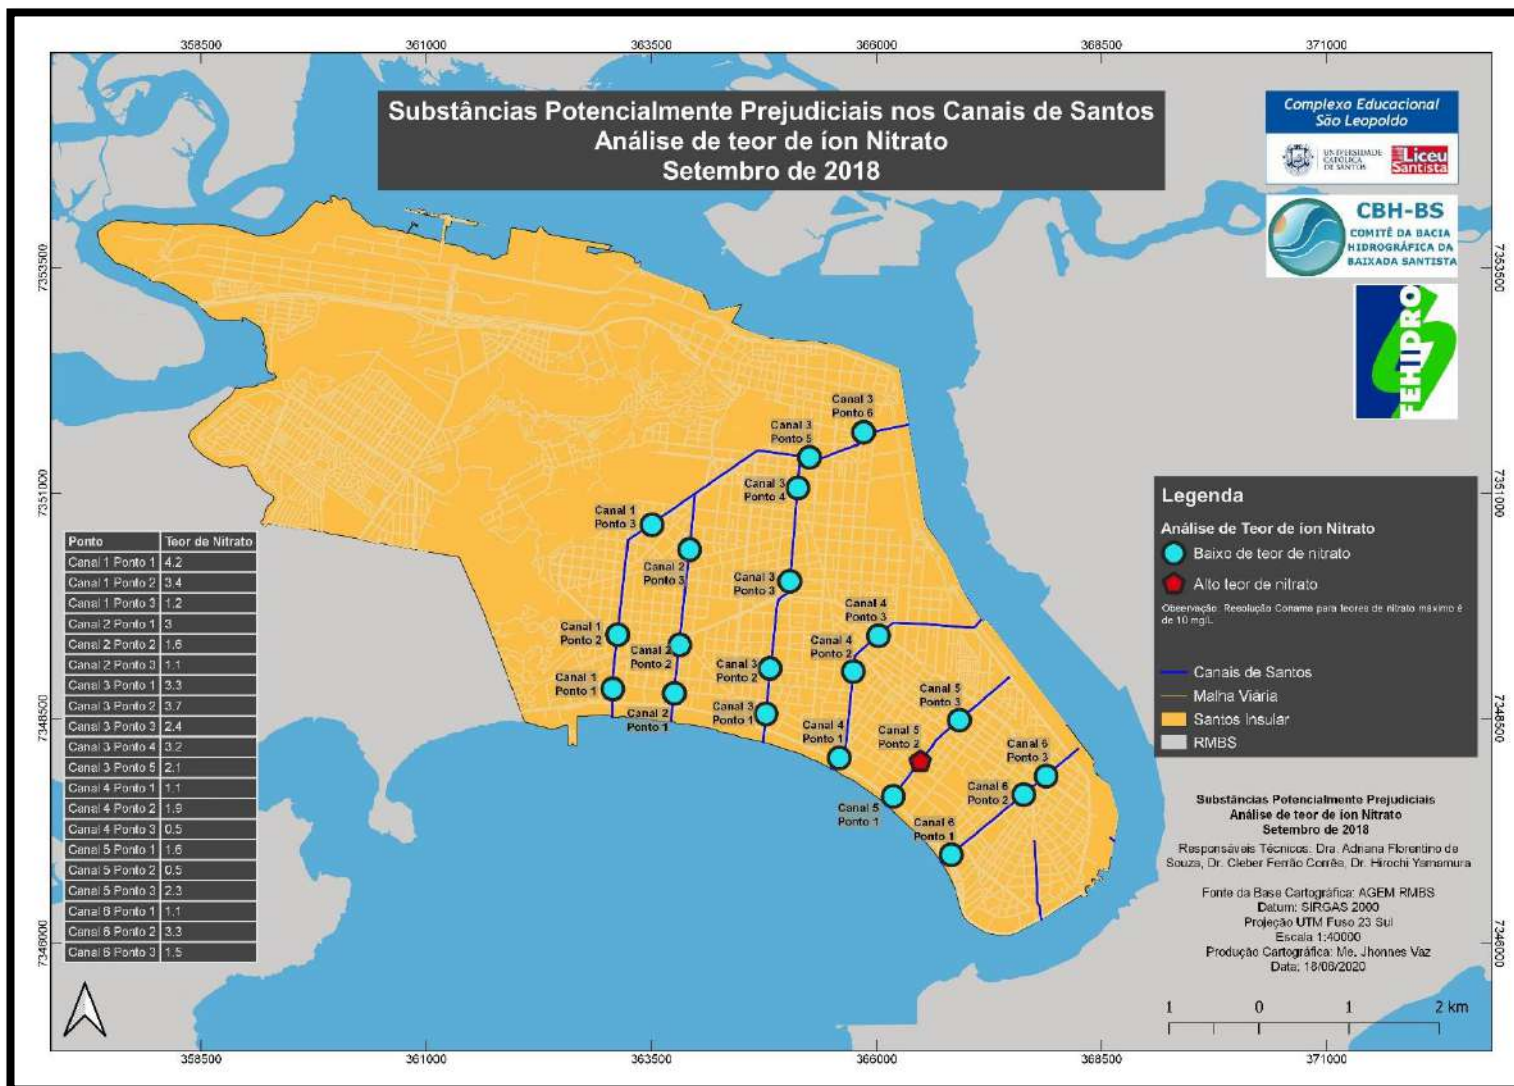 358500 361000 363500 366000 368500 371000
Substâncias Potencialmente Prejudiciais nos Canais de Santos
Análise de teor de íon Nitrato
Setembro de 2018
Complexo Educacional
São Leopoldo
UNIVERSIDADE
CATÓLICA
DE SANTOS
Liceu
Santista
CBH-BS
COMITÊ DA BACIA
HIDROGRÁFICA DA
BAIXADA SANTISTA
FEHIDRO
7353500
7353500
7351000
7351000
7348500
7348500
7346000
7346000
Canal 3
Ponto 6
Canal 3
Ponto 5
Canal 3
Ponto 4
Canal 1
Ponto 3
Canal 2
Ponto 3
Canal 3
Ponto 3
Canal 4
Ponto 3
Canal 1
Ponto 2
Canal 2
Ponto 2
Canal 4
Ponto 2
Canal 3
Ponto 2
Canal 1
Ponto 1
Canal 2
Ponto 1
Canal 3
Ponto 1
Canal 5
Ponto 3
Canal 4
Ponto 1
Canal 5
Ponto 2
Canal 6
Ponto 3
Canal 6
Ponto 2
Canal 5
Ponto 1
Canal 6
Ponto 1
Ponto Teor de Nitrato
Canal 1 Ponto 1 4.2
Canal 1 Ponto 2 3.4
Canal 1 Ponto 3 1.2
Canal 2 Ponto 1 3
Canal 2 Ponto 2 1.6
Canal 2 Ponto 3 1.1
Canal 3 Ponto 1 3.3
Canal 3 Ponto 2 3.7
Canal 3 Ponto 3 2.4
Canal 3 Ponto 4 3.2
Canal 3 Ponto 5 2.1
Canal 4 Ponto 1 1.1
Canal 4 Ponto 2 1.9
Canal 4 Ponto 3 0.5
Canal 5 Ponto 1 1.6
Canal 5 Ponto 2 0.5
Canal 5 Ponto 3 2.3
Canal 6 Ponto 1 1.1
Canal 6 Ponto 2 3.3
Canal 6 Ponto 3 1.5
Legenda
Análise de Teor de íon Nitrato
Baixo de teor de nitrato
Alto teor de nitrato
Observação: Resolução Conama para teores de nitrato máximo é
de 10 mg/L
Canais de Santos
Malha Viária
Santos Insular
RMBS
Substâncias Potencialmente Prejudiciais
Análise de teor de íon Nitrato
Setembro de 2018
Responsáveis Técnicos: Dra. Adriana Florentino de
Souza, Dr. Cleber Ferrão Corrêa, Dr. Hirochi Yamamura
Fonte da Base Cartográfica: AGEM RMBS
Datum: SIRGAS 2000
Projeção UTM Fuso 23 Sul
Escala 1:40000
Produção Cartográfica: Me. Jhonnes Vaz
Data: 18/06/2020
1 0 1 2 km
358500 361000 363500 366000 368500 371000